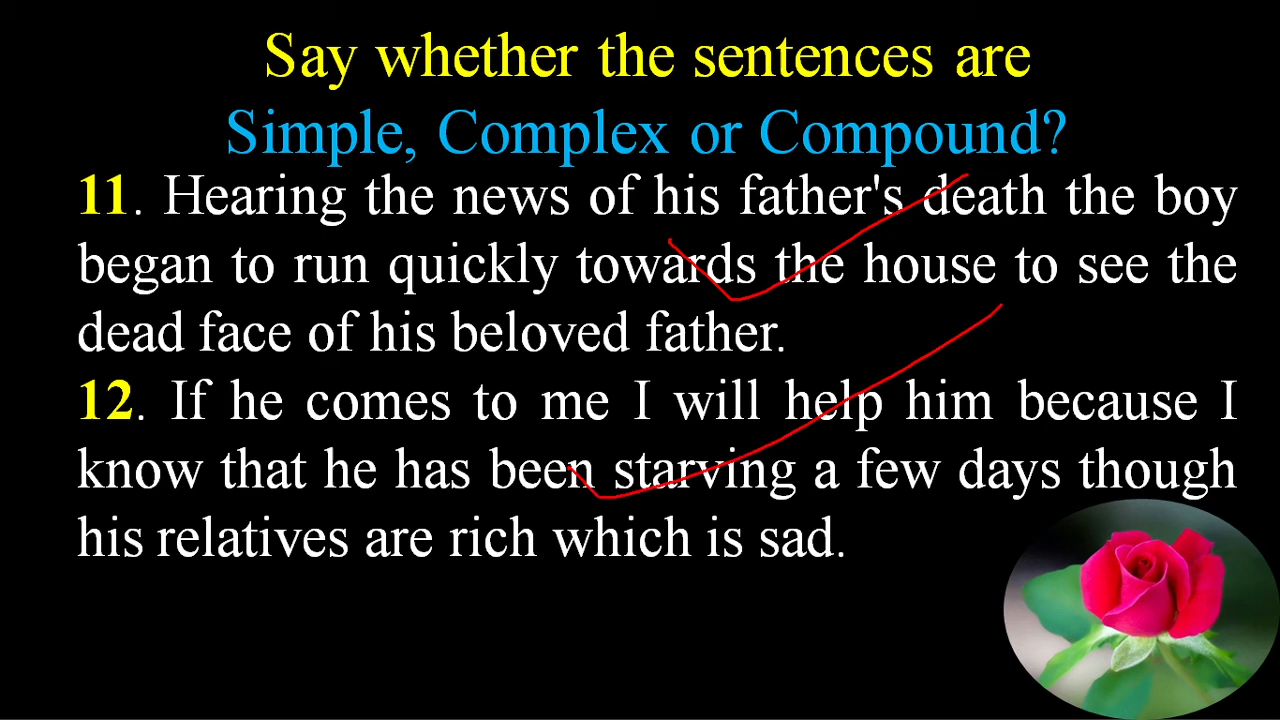 Say whether the sentences are
Simple, Complex or Compound?
11. Hearing the news of his father's death the boy
began to run quickly towards the house to see the
dead face of his beloved father.
12. If he comes to me I will help him because I
know that he has been starving a few days though
his relatives are rich which is sad.